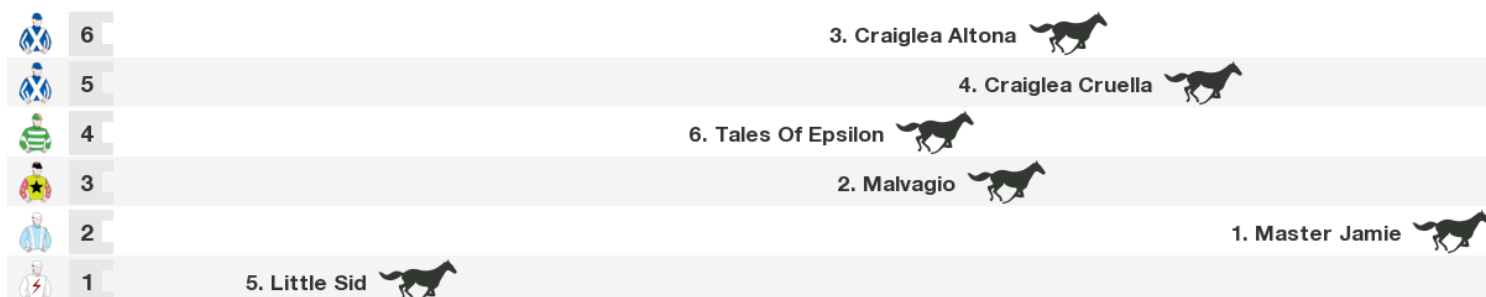 6 3. Craiglea Altona
5 4. Craiglea Cruella
4 6. Tales Of Epsilon
3 2. Malvagio
2 1. Master Jamie
1 5. Little Sid